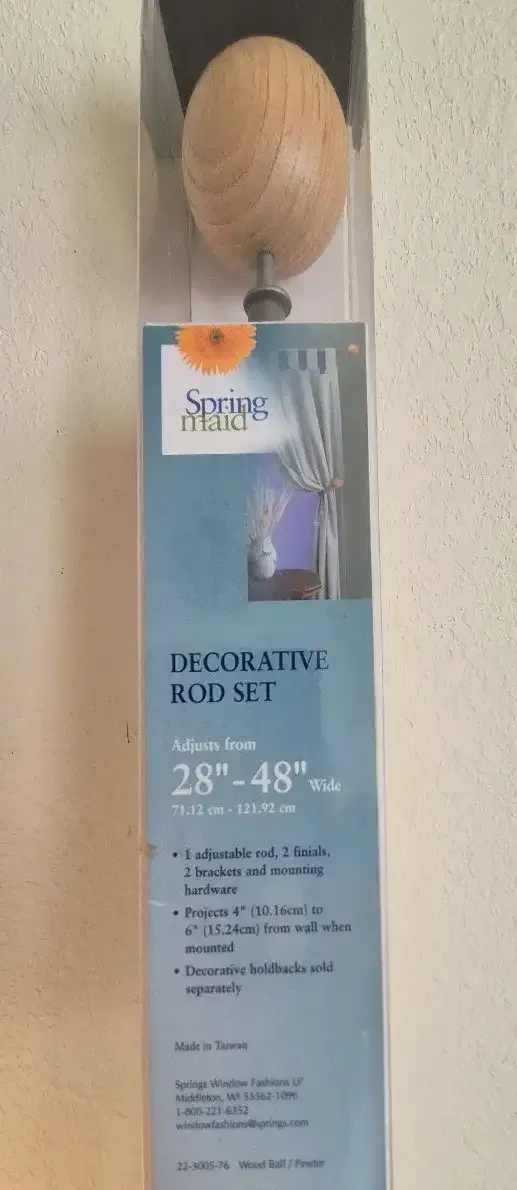 Spring
maid
DECORATIVE
ROD SET
Adjusts from
28"-48" Wide
71.12 cm - 121.92 cm
• 1 adjustable rod, 2 finials,
2 brackets and mounting
hardware
• Projects 4" (10.16cm) to
6" (15.24cm) from wall when
mounted
• Decorative holdbacks sold
separately
Made in Taiwan
Springs Window Fashions LP
Middleton, WI 53562-1096
1-800-221-6352
windowfashions@springs.com
22-3005-76 Wood Ball / Pewter